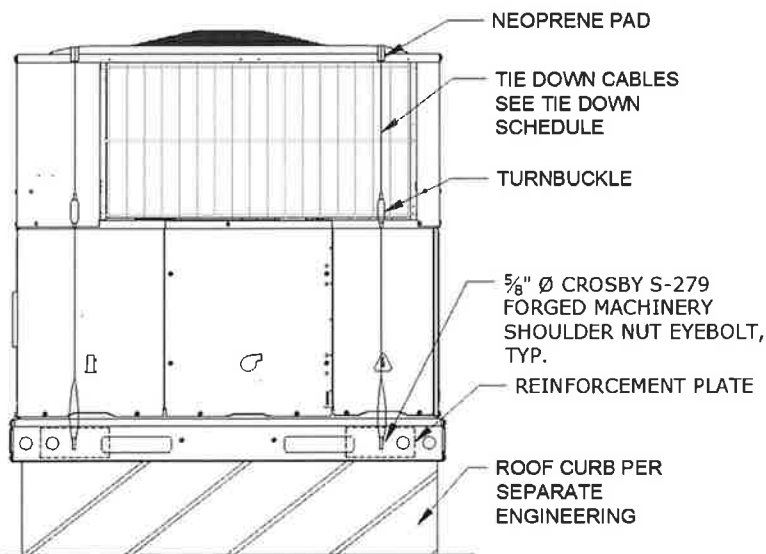 NEOPRENE PAD
TIE DOWN CABLES
SEE TIE DOWN
SCHEDULE
TURNBUCKLE
⅝" Ø CROSBY S-279
FORGED MACHINERY
SHOULDER NUT EYEBOLT,
TYP.
REINFORCEMENT PLATE
ROOF CURB PER
SEPARATE
ENGINEERING